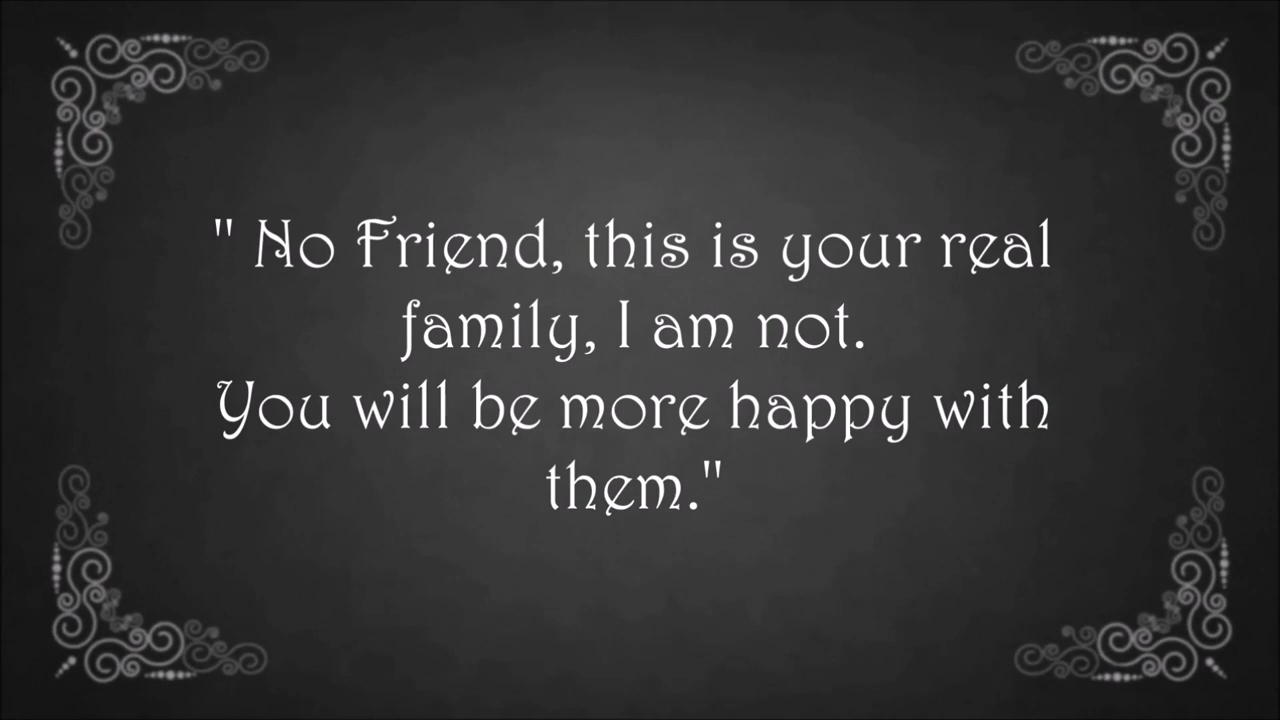 " No Friend, this is your real
family, I am not.
You will be more happy with
them."